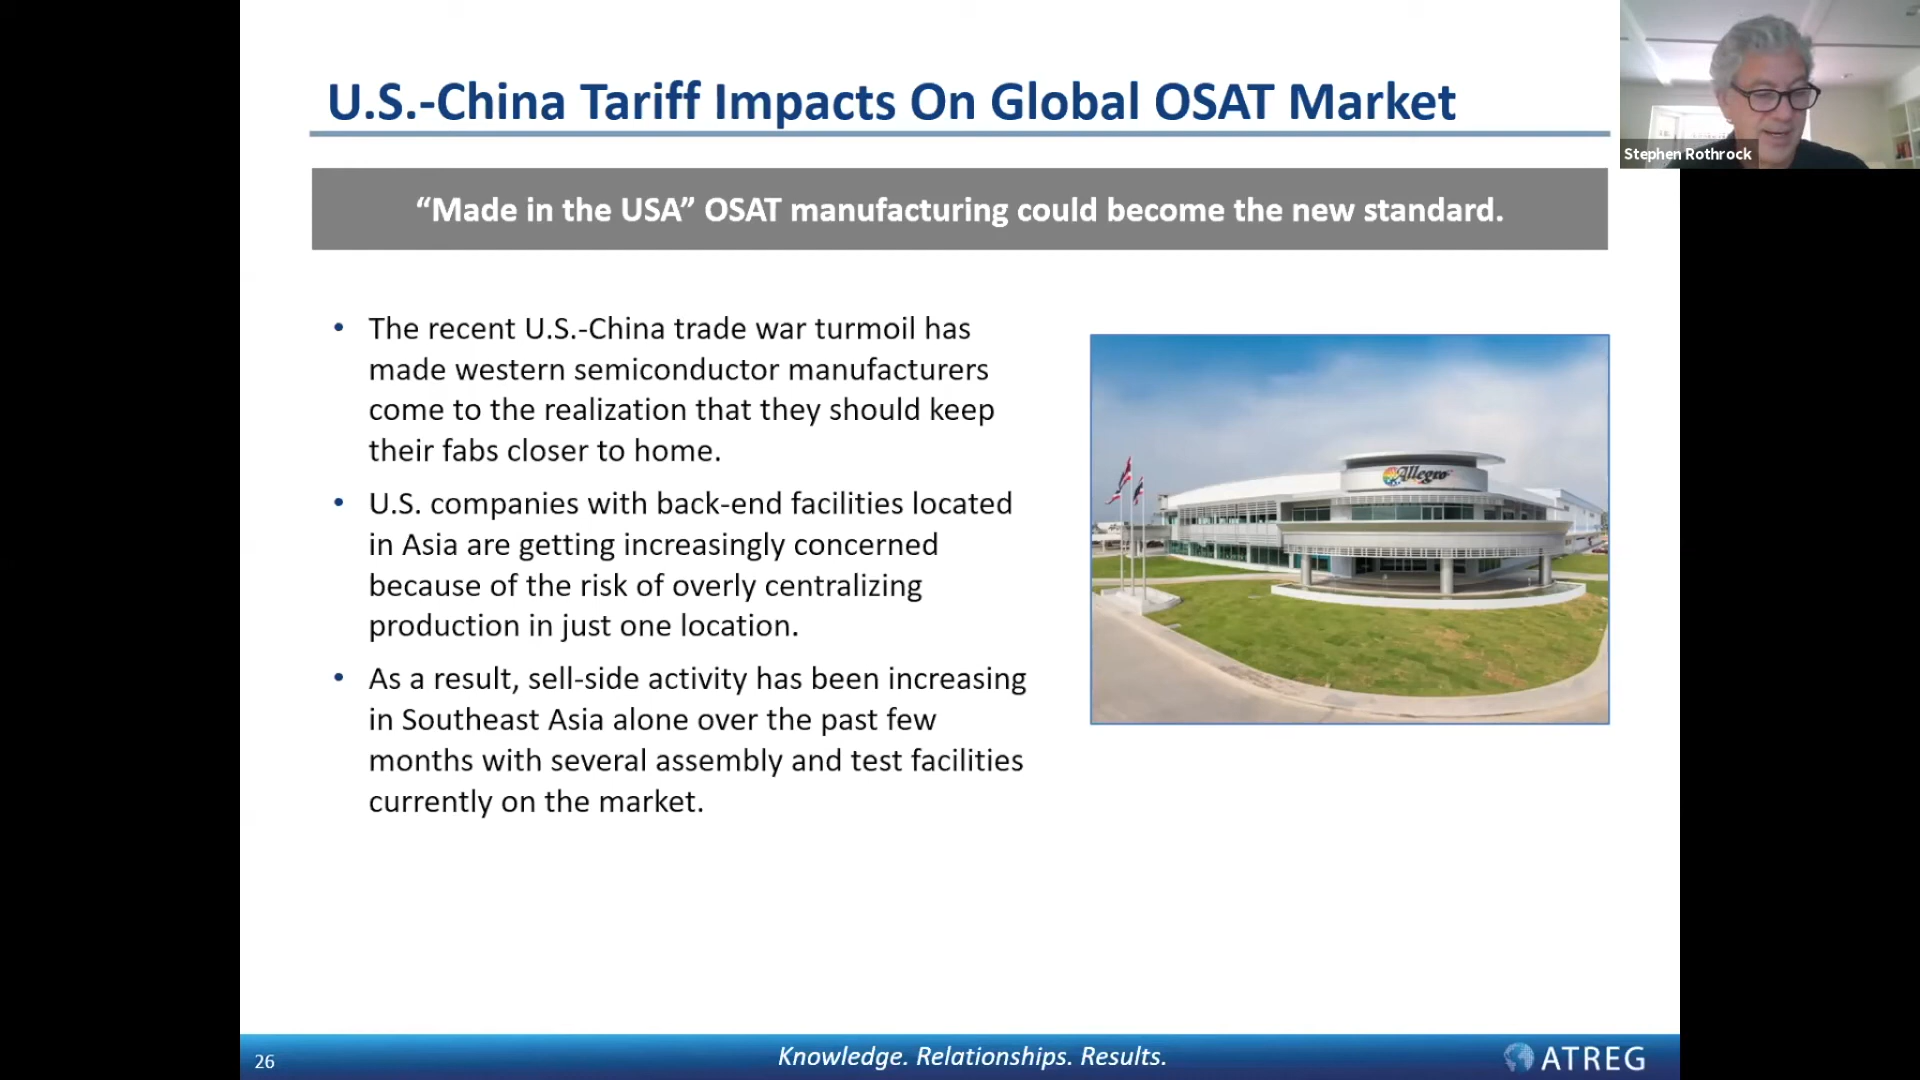 U.S.-China Tariff Impacts On Global OSAT Market
Stephen Rothrock
“Made in the USA” OSAT manufacturing could become the new standard.
• The recent U.S.-China trade war turmoil has
made western semiconductor manufacturers
come to the realization that they should keep
their fabs closer to home.
• U.S. companies with back-end facilities located
in Asia are getting increasingly concerned
because of the risk of overly centralizing
production in just one location.
• As a result, sell-side activity has been increasing
in Southeast Asia alone over the past few
months with several assembly and test facilities
currently on the market.
Allegro
26
Knowledge. Relationships. Results.
ATREG